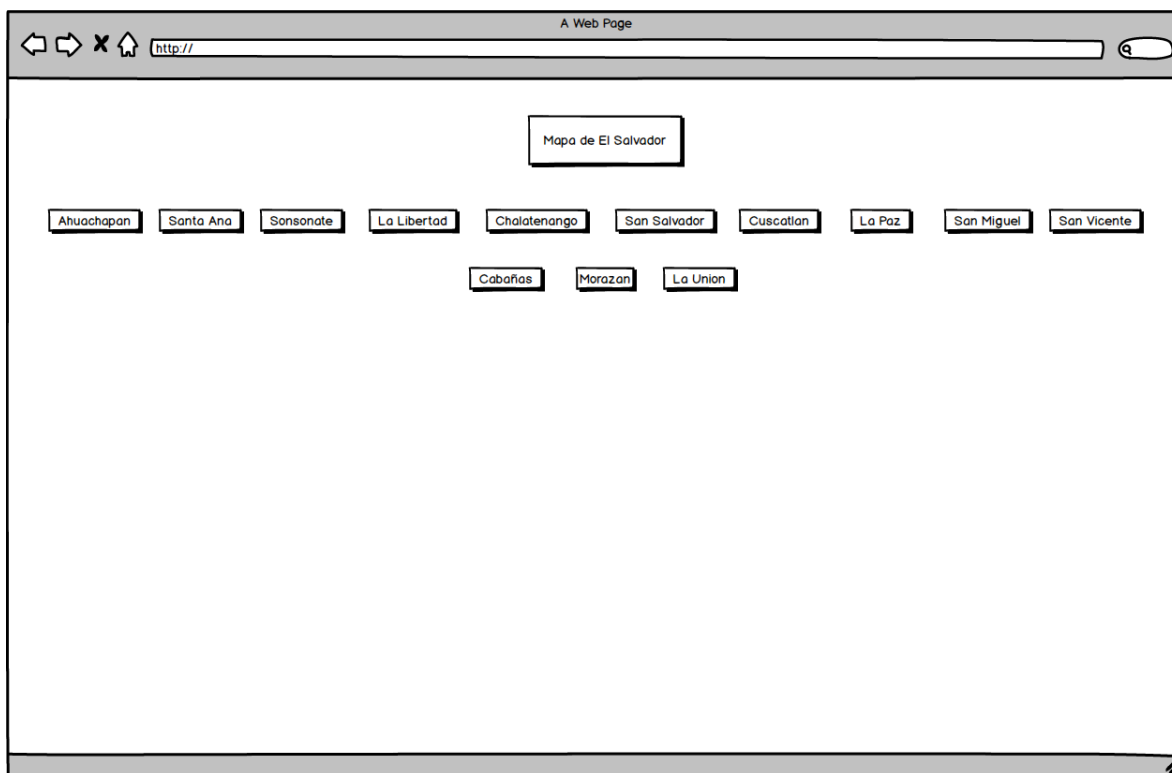 A Web Page
http://
Mapa de El Salvador
Ahuachapan Santa Ana Sonsonate La Libertad Chalatenango San Salvador Cuscatlan La Paz San Miguel San Vicente
Cabañas Morazan La Union